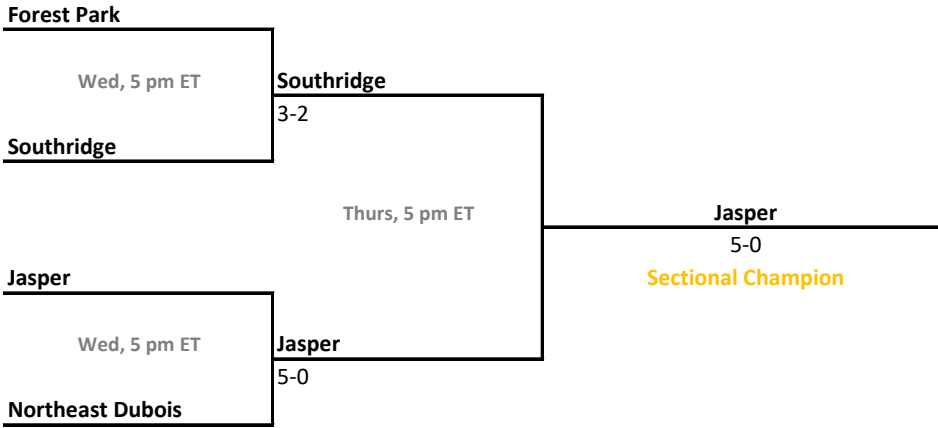 Forest Park
Wed, 5 pm ET
Southridge
3-2
Southridge
Thurs, 5 pm ET
Jasper
5-0
Sectional Champion
Jasper
Wed, 5 pm ET
Jasper
5-0
Northeast Dubois